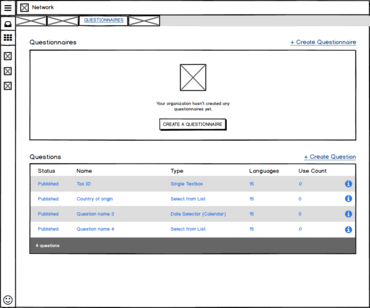 Network
QUESTIONNAIRES
Questionnaires + Create Questionnaire
Your organization hasn't created any
questionnaires yet.
CREATE A QUESTIONNAIRE
Questions + Create Question
Status Name Type Languages Use Count
Published Tax ID Single Textbox 15 0
Published Country of origin Select from List 15 0
Published Question name 3 Date Selector (Calendar) 15 0
Published Question name 4 Select from List 15 0
4 questions